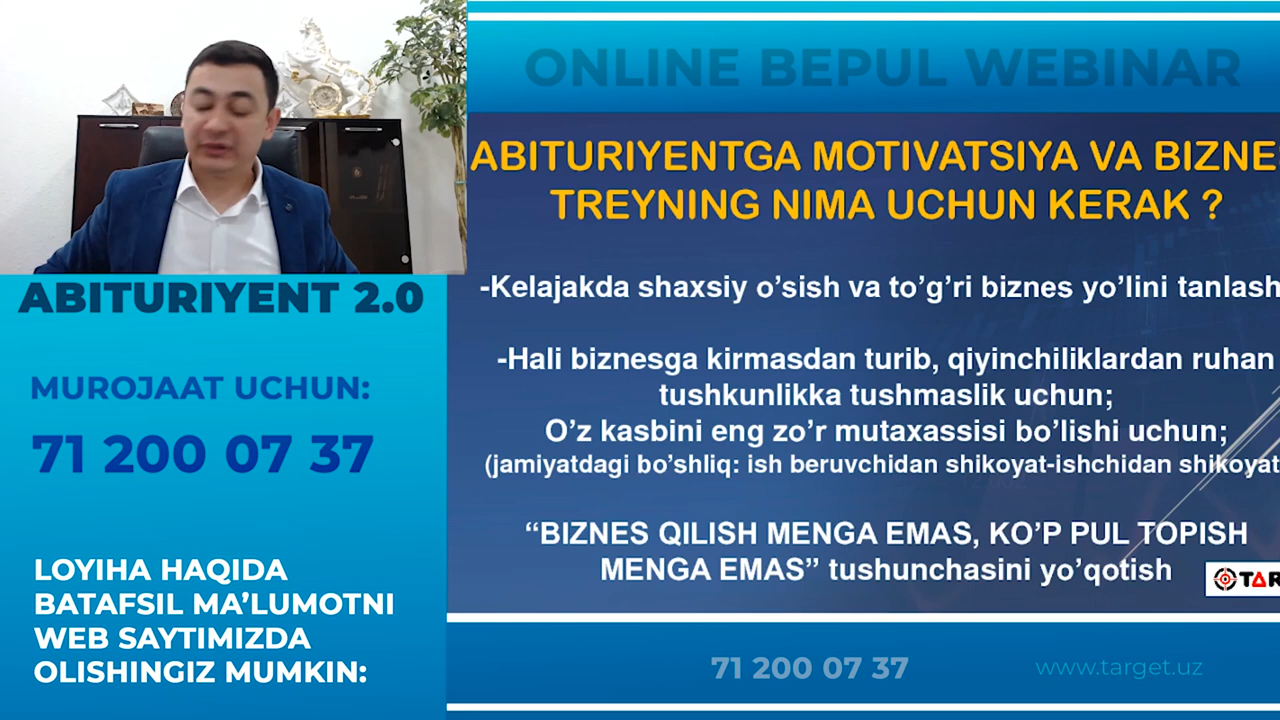 ABITURIYENT 2.0
MUROJAAT UCHUN:
71 200 07 37
LOYIHA HAQIDA
BATAFSIL MA’LUMOTNI
WEB SAYTIMIZDA
OLISHINGIZ MUMKIN:
ONLINE BEPUL WEBINAR
ABITURIYENTGA MOTIVATSIYA VA
TREYNING NIMA UCHUN KERAK ?
-Kelajakda shaxsiy o’sish va to’g’ri biznes yo’lini tanlash
-Hali biznesga kirmasdan turib, qiyinchiliklardan ruhan
tushkunlikka tushmaslik uchun;
O’z kasbini eng zo’r mutaxassisi bo’lishi uchun;
(jamiyatdagi bo’shliq: ish beruvchidan shikoyat-ishchidan shikoyat
“BIZNES QILISH MENGA EMAS, KO’P PUL TOPISH
MENGA EMAS” tushunchasini yo’qotish
71 200 07 37
www.target.uz